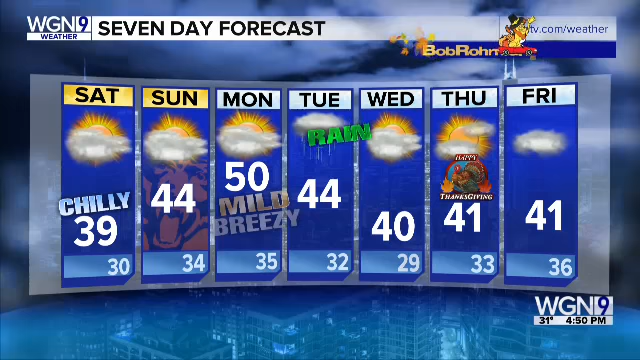 WGN9
WEATHER
SEVEN DAY FORECAST
tv.com/weather
BobRohr
SAT
SUN
MON
TUE
WED
THU
FRI
RAIN
HAPPY
THANKSGIVING
CHILLY
MILD
BREEZY
39
44
50
44
40
41
41
30
34
35
32
29
33
36
WGN9
31° 4:50 PM